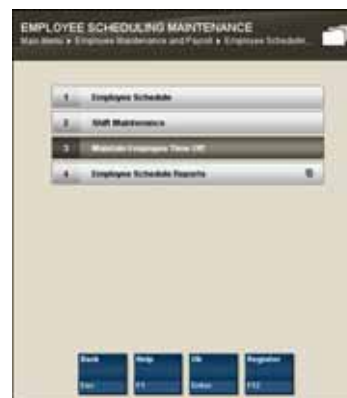 EMPLOYEE SCHEDULING MAINTENANCE
Main Menu ▸ Employee Maintenance and Payroll ▸ Employee Schedulin...
1 Employee Schedule
2 Shift Maintenance
3 Maintain Employee Time Off
4 Employee Schedule Reports
Back Help Ok Register
Esc F1 Enter F12